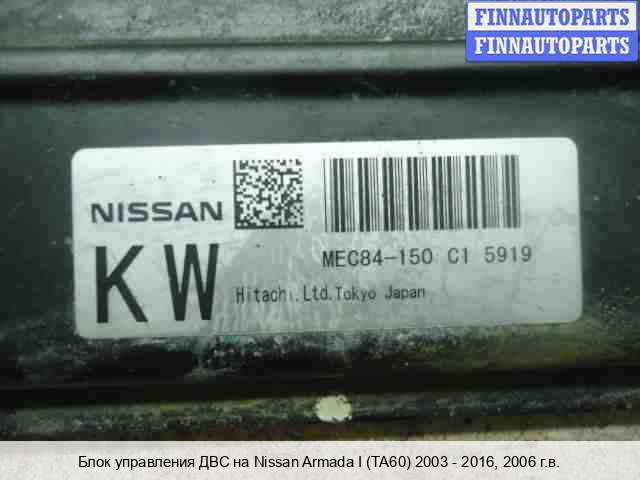 FINNAUTOPARTS
FINNAUTOPARTS
NISSAN
KW
MEC84-150 C1 5919
Hitachi.Ltd.Tokyo Japan
Блок управления ДВС на Nissan Armada I (TA60) 2003 - 2016, 2006 г.в.